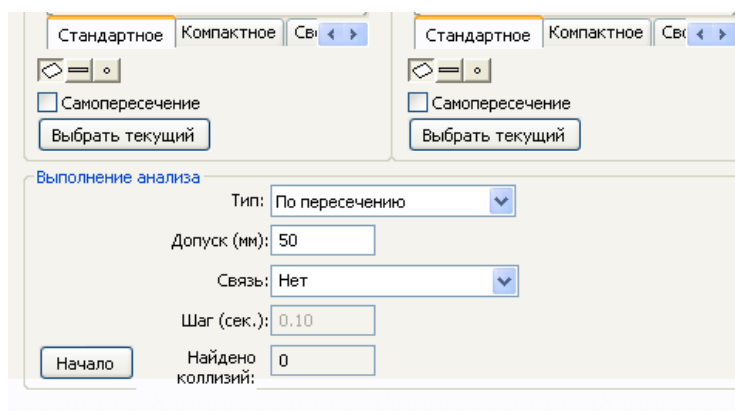 Стандартное Компактное Стандартное Компактное
Самопересечение Самопересечение
Выбрать текущий Выбрать текущий
Выполнение анализа
Тип: По пересечению
Допуск (мм): 50
Связь: Нет
Шаг (сек.): 0.10
Начало Найдено 0
коллизий: